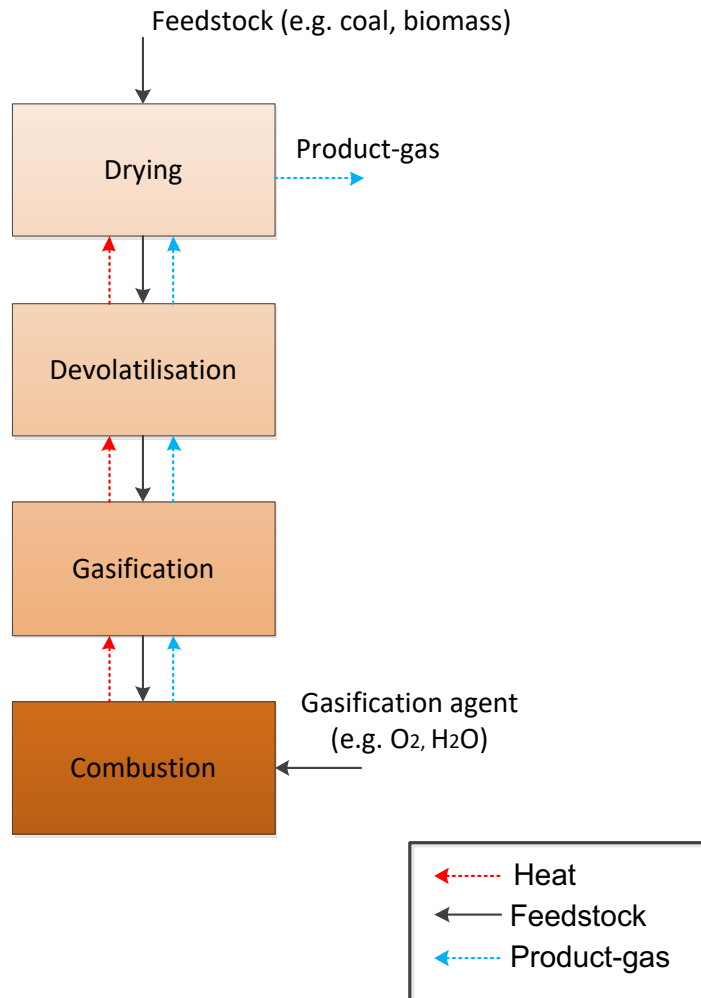 Feedstock (e.g. coal, biomass)
Drying
Product-gas
Devolatilisation
Gasification
Gasification agent
(e.g. O2, H2O)
Combustion
Heat
Feedstock
Product-gas